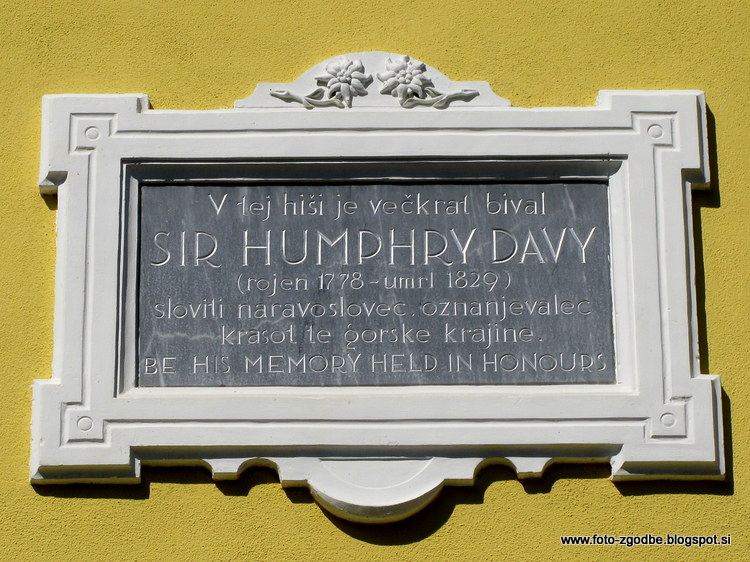 V tej hiši je večkrat bival
SIR HUMPHRY DAVY
(rojen 1778 - umrl 1829)
sloviti naravoslovec, oznanjevalec
krasot te gorske krajine.
BE HIS MEMORY HELD IN HONOURS
www.foto-zgodbe.blogspot.si